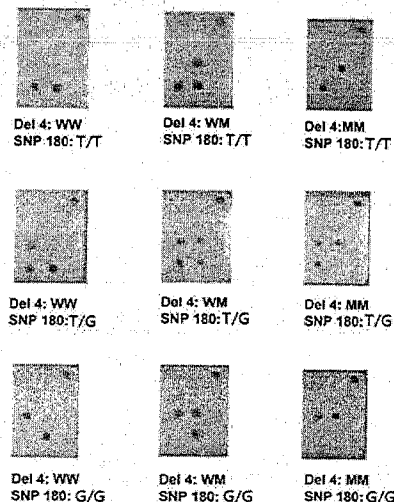 Del 4: WW
SNP 180: T/T
Del 4: WM
SNP 180: T/T
Del 4:MM
SNP 180:T/T
Del 4: WW
SNP 180:T/G
Del 4: WM
SNP 180:T/G
Del 4: MM
SNP 180:T/G
Del 4: WW
SNP 180: G/G
Del 4: WM
SNP 180: G/G
Del 4: MM
SNP 180:G/G